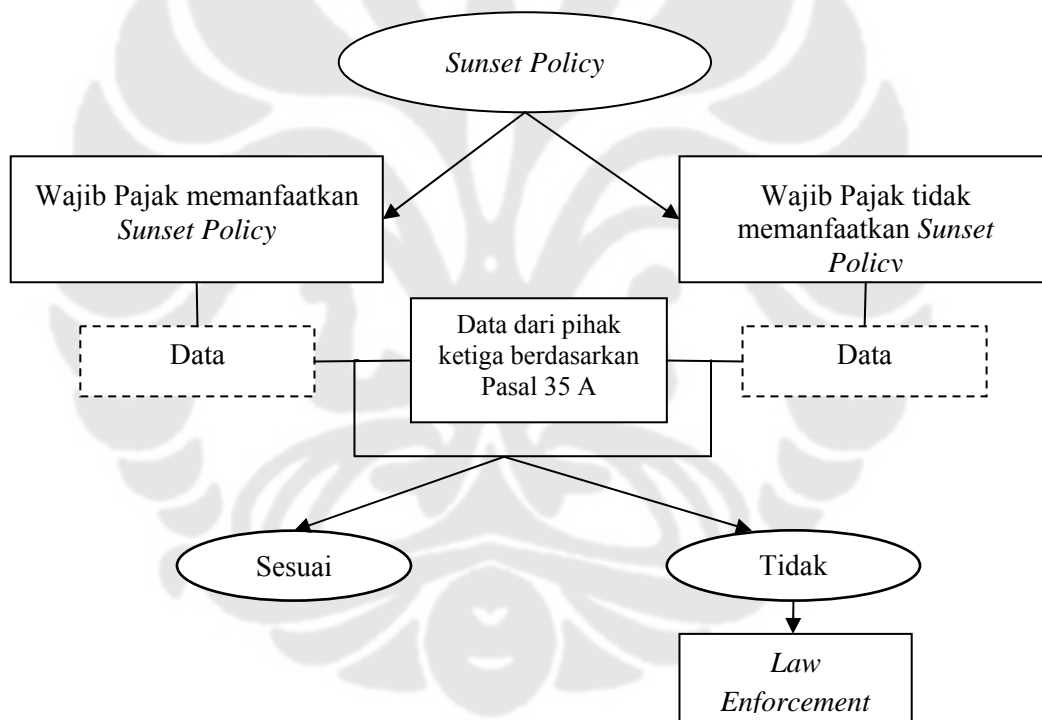 Sunset Policy
Wajib Pajak memanfaatkan
Sunset Policy
Wajib Pajak tidak
memanfaatkan Sunset
Policy
Data
Data dari pihak
ketiga berdasarkan
Pasal 35 A
Data
Sesuai
Tidak
Law
Enforcement